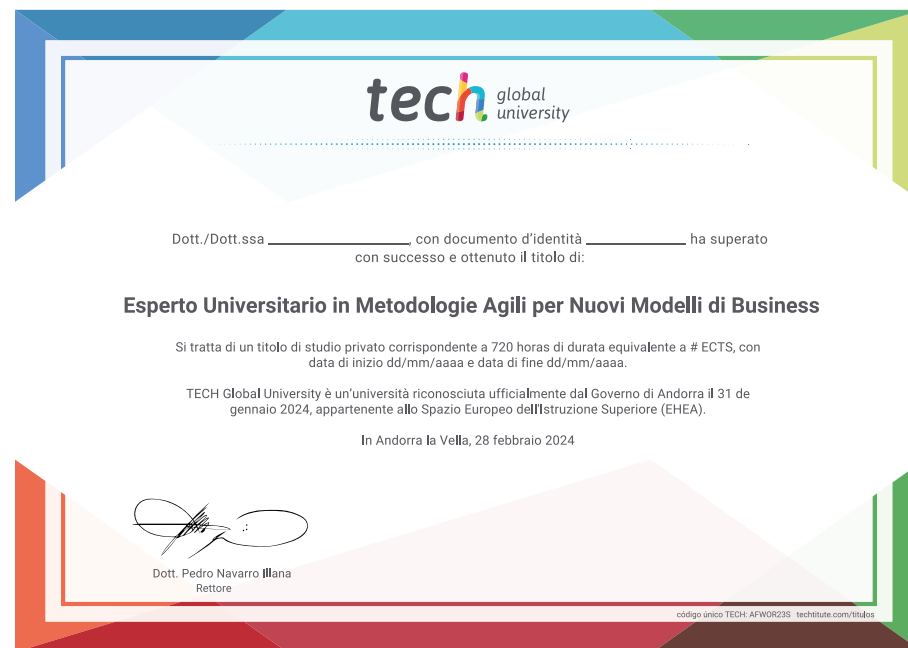 tech global university
Dott./Dott.ssa ________________, con documento d'identità ___________ ha superato
con successo e ottenuto il titolo di:
Esperto Universitario in Metodologie Agili per Nuovi Modelli di Business
Si tratta di un titolo di studio privato corrispondente a 720 horas di durata equivalente a # ECTS, con
data di inizio dd/mm/aaaa e data di fine dd/mm/aaaa.
TECH Global University è un'università riconosciuta ufficialmente dal Governo di Andorra il 31 de
gennaio 2024, appartenente allo Spazio Europeo dell'Istruzione Superiore (EHEA).
In Andorra la Vella, 28 febbraio 2024
Dott. Pedro Navarro Illana
Rettore
código único TECH: AFWOR23S techtitute.com/titulos